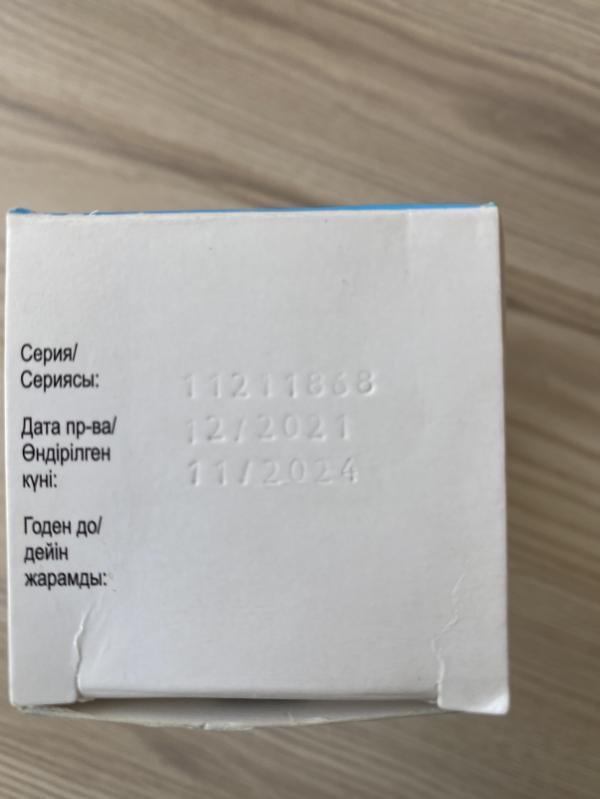 Серия/
Сериясы: 11211868
Дата пр-ва/ 12/2021
Өндірілген
күні: 11/2024
Годен до/
дейін
жарамды: